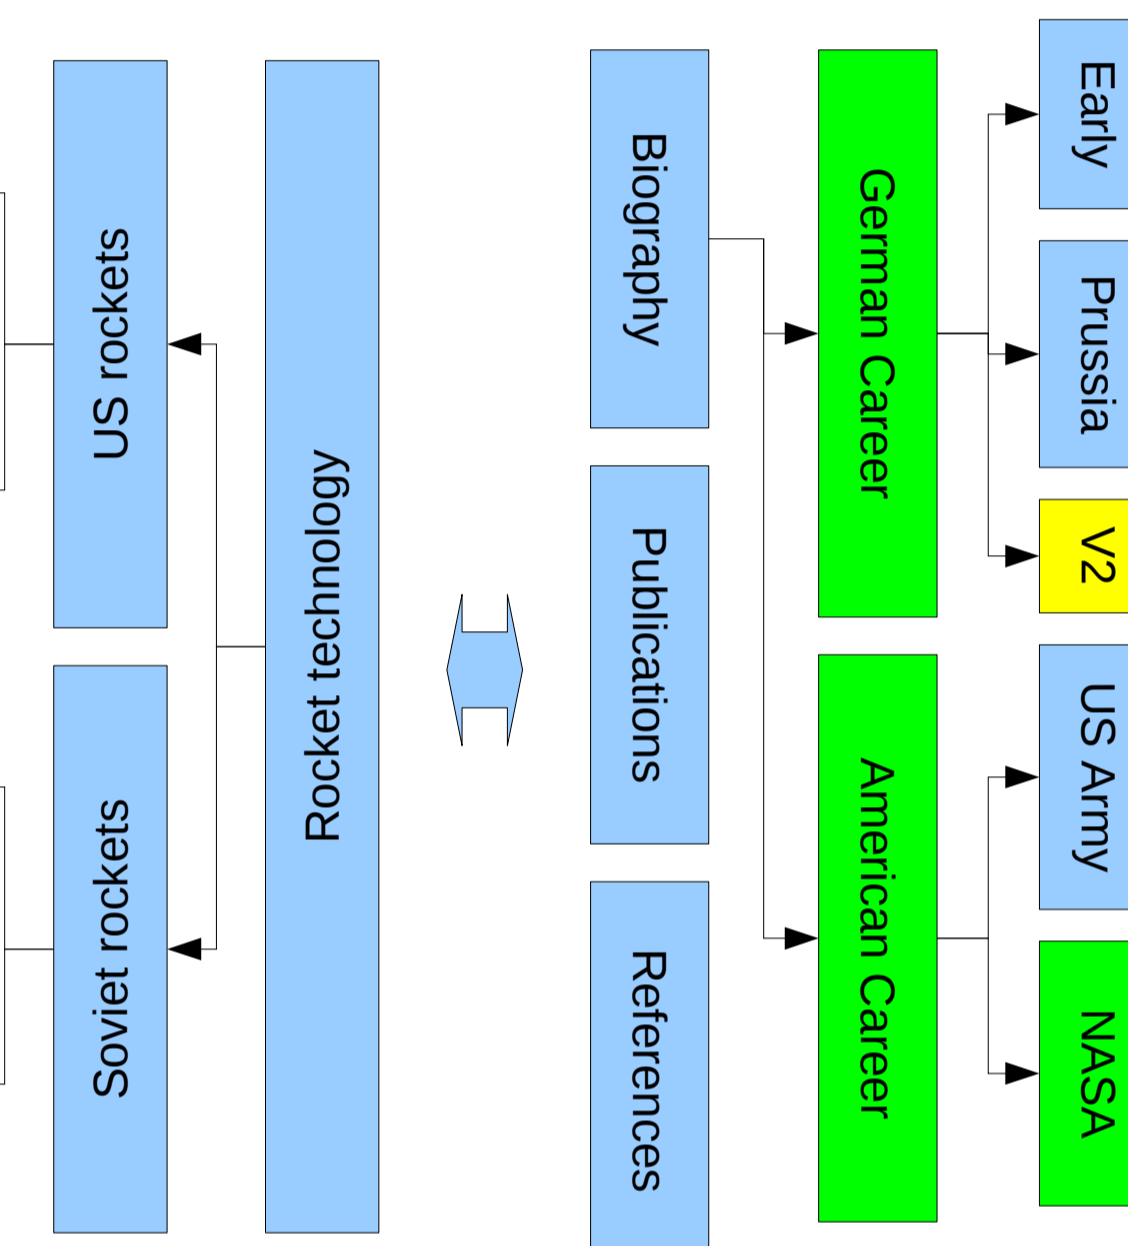 Early
Prussia
V2
US Army
NASA
German Career
American Career
Biography
Publications
References
Rocket technology
US rockets
Soviet rockets